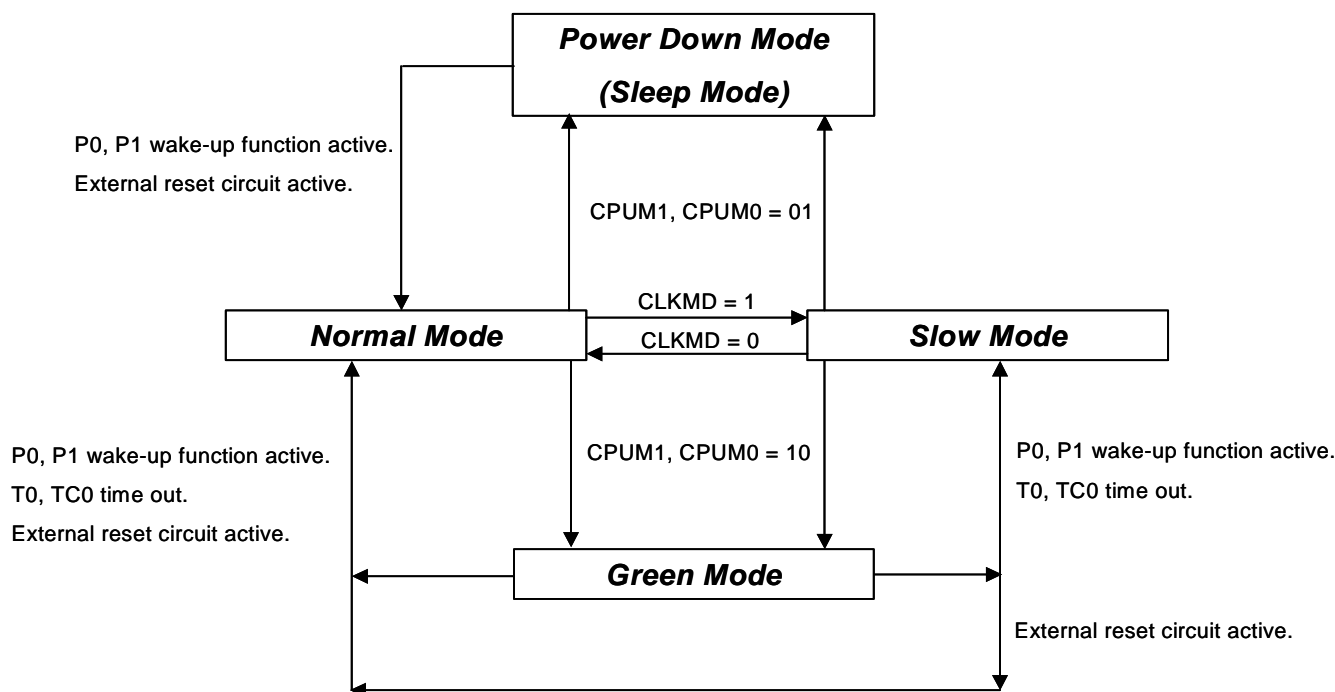 Power Down Mode
(Sleep Mode)
P0, P1 wake-up function active.
External reset circuit active.
CPUM1, CPUM0 = 01
CLKMD = 1
Normal Mode
Slow Mode
CLKMD = 0
P0, P1 wake-up function active.
T0, TC0 time out.
External reset circuit active.
CPUM1, CPUM0 = 10
P0, P1 wake-up function active.
T0, TC0 time out.
Green Mode
External reset circuit active.